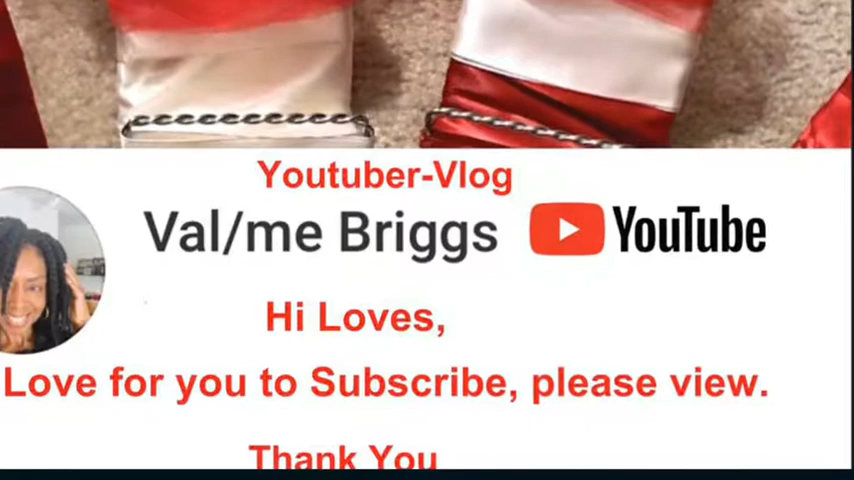 Youtuber-Vlog
Val/me Briggs YouTube
Hi Loves,
Love for you to Subscribe, please view.
Thank You